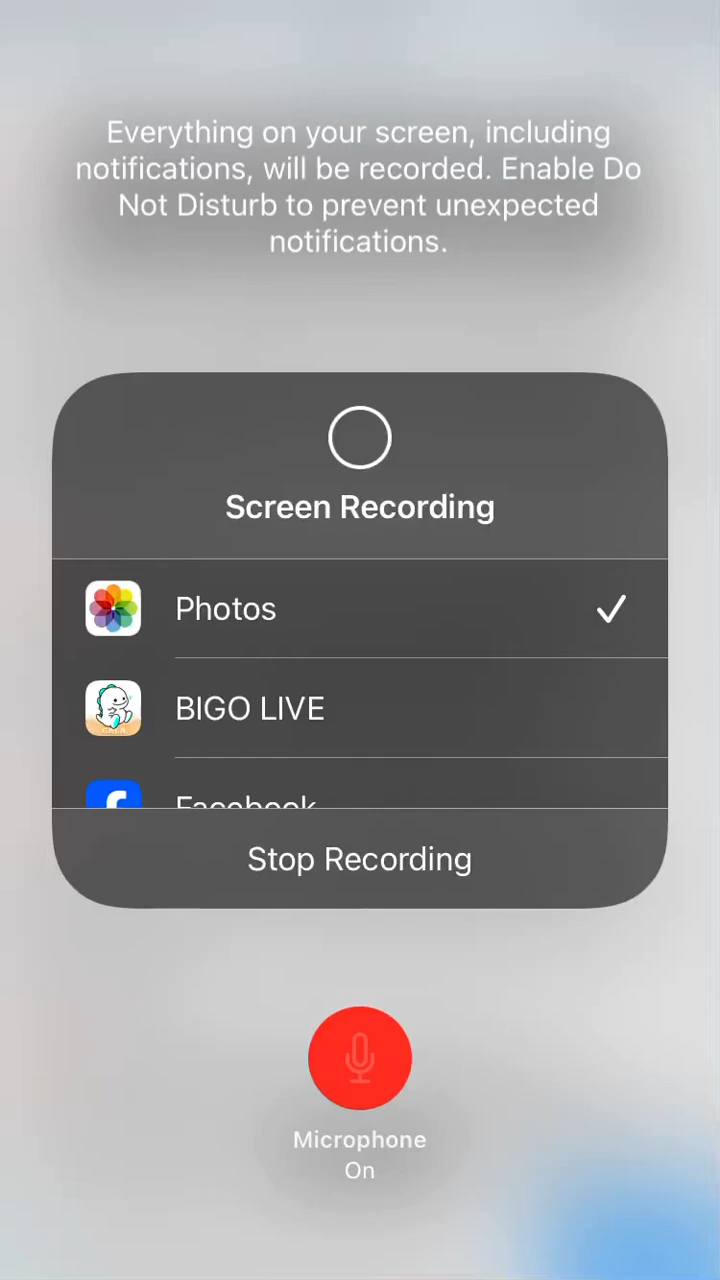 Everything on your screen, including
notifications, will be recorded. Enable Do
Not Disturb to prevent unexpected
notifications.
Screen Recording
Photos
BIGO LIVE
Facebook
Stop Recording
Microphone
On